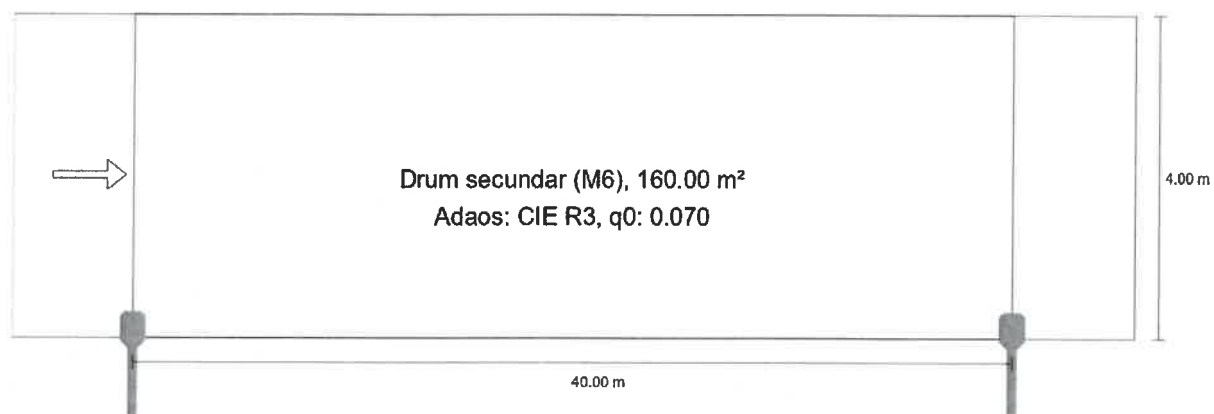 Drum secundar (M6), 160.00 m²
Adaos: CIE R3, q0: 0.070
4.00 m
40.00 m